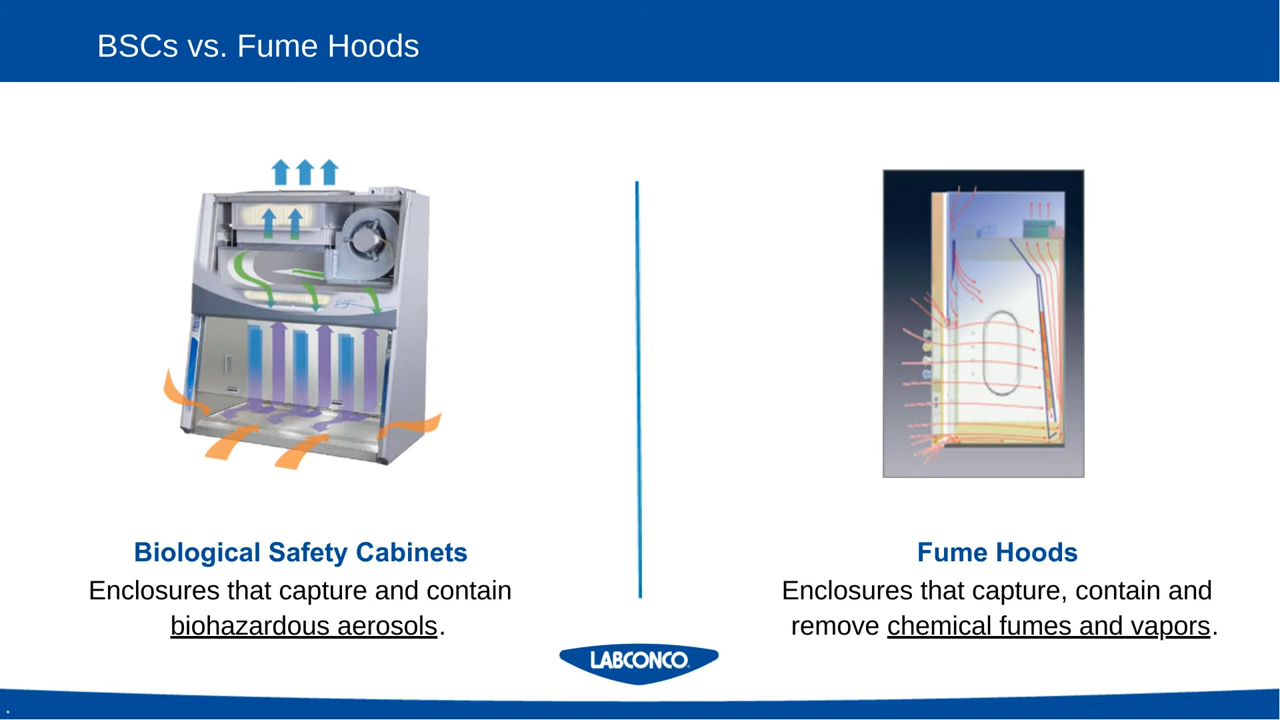 BSCs vs. Fume Hoods
Biological Safety Cabinets
Enclosures that capture and contain
biohazardous aerosols.
Fume Hoods
Enclosures that capture, contain and
remove chemical fumes and vapors.
LABCONCO
.